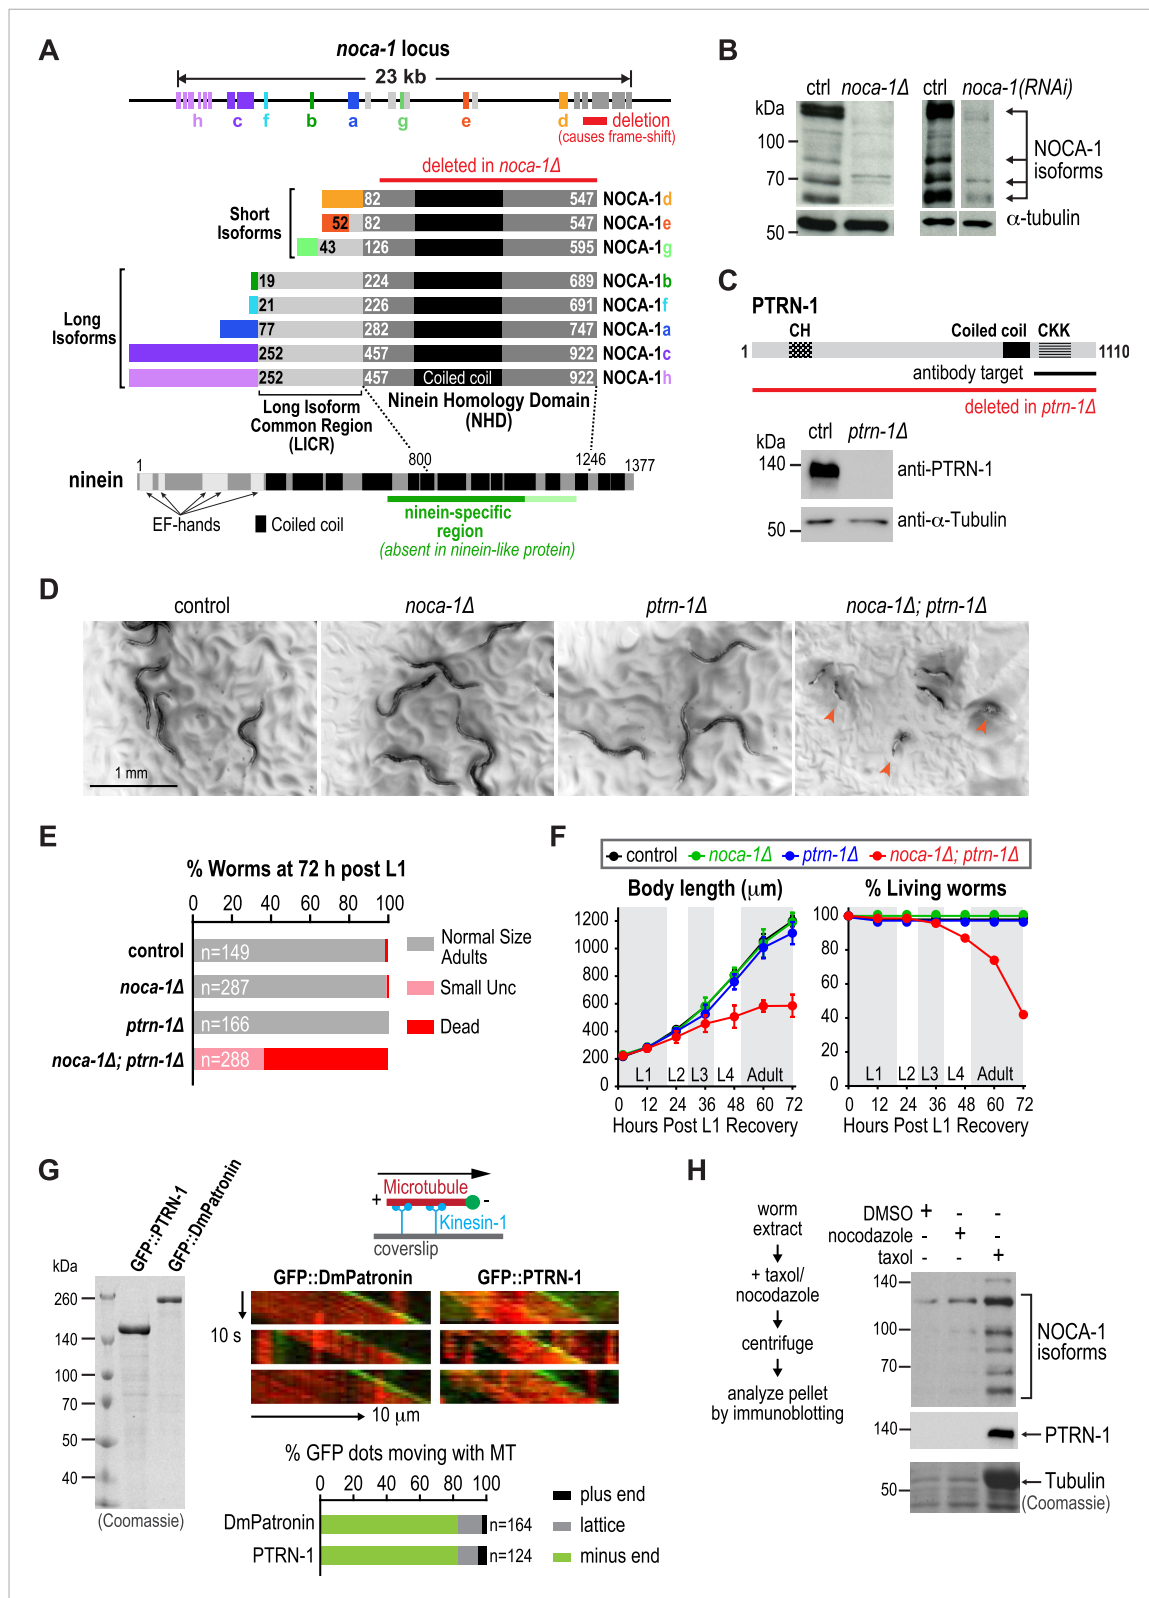 A
noca-1 locus
23 kb
h c f b a g e d
deletion
(causes frame-shift)
deleted in noca-1Δ
Short
Isoforms
82 547 NOCA-1d
52 82 547 NOCA-1e
43 126 595 NOCA-1g
Long
Isoforms
19 224 689 NOCA-1b
21 226 691 NOCA-1f
77 282 747 NOCA-1a
252 457 922 NOCA-1c
252 457 Coiled coil 922 NOCA-1h
Long Isoform
Common Region
(LICR)
Ninein Homology Domain
(NHD)
1 800 1246 1377
ninein
EF-hands
Coiled coil
ninein-specific
region
(absent in ninein-like protein)
B
ctrl noca-1Δ ctrl noca-1(RNAi)
kDa
100
70
50
NOCA-1
isoforms
α-tubulin
C
PTRN-1
CH Coiled coil CKK
1 1110
antibody target
deleted in ptrn-1Δ
ctrl ptrn-1Δ
kDa
140
anti-PTRN-1
50
anti-α-Tubulin
D
control noca-1Δ ptrn-1Δ noca-1Δ; ptrn-1Δ
1 mm
E
% Worms at 72 h post L1
0 20 40 60 80 100
control n=149
noca-1Δ n=287
ptrn-1Δ n=166
noca-1Δ; ptrn-1Δ n=288
Normal Size
Adults
Small Unc
Dead
F
control noca-1Δ ptrn-1Δ noca-1Δ; ptrn-1Δ
Body length (μm)
1200
1000
800
600
400
200
0
L1 L2 L3 L4 Adult
0 12 24 36 48 60 72
Hours Post L1 Recovery
% Living worms
100
80
60
40
20
0
L1 L2 L3 L4 Adult
0 12 24 36 48 60 72
Hours Post L1 Recovery
G
GFP::PTRN-1
GFP::DmPatronin
kDa
260
140
100
70
50
40
(Coomassie)
Microtubule
+ -
Kinesin-1
coverslip
GFP::DmPatronin GFP::PTRN-1
10 s
10 μm
% GFP dots moving with MT
0 20 40 60 80 100
DmPatronin n=164
PTRN-1 n=124
plus end
lattice
minus end
H
worm
extract
+ taxol/
nocodazole
centrifuge
analyze pellet
by immunoblotting
DMSO + - -
nocodazole - + -
taxol - - +
140
100
70
NOCA-1
isoforms
140
PTRN-1
50
Tubulin
(Coomassie)